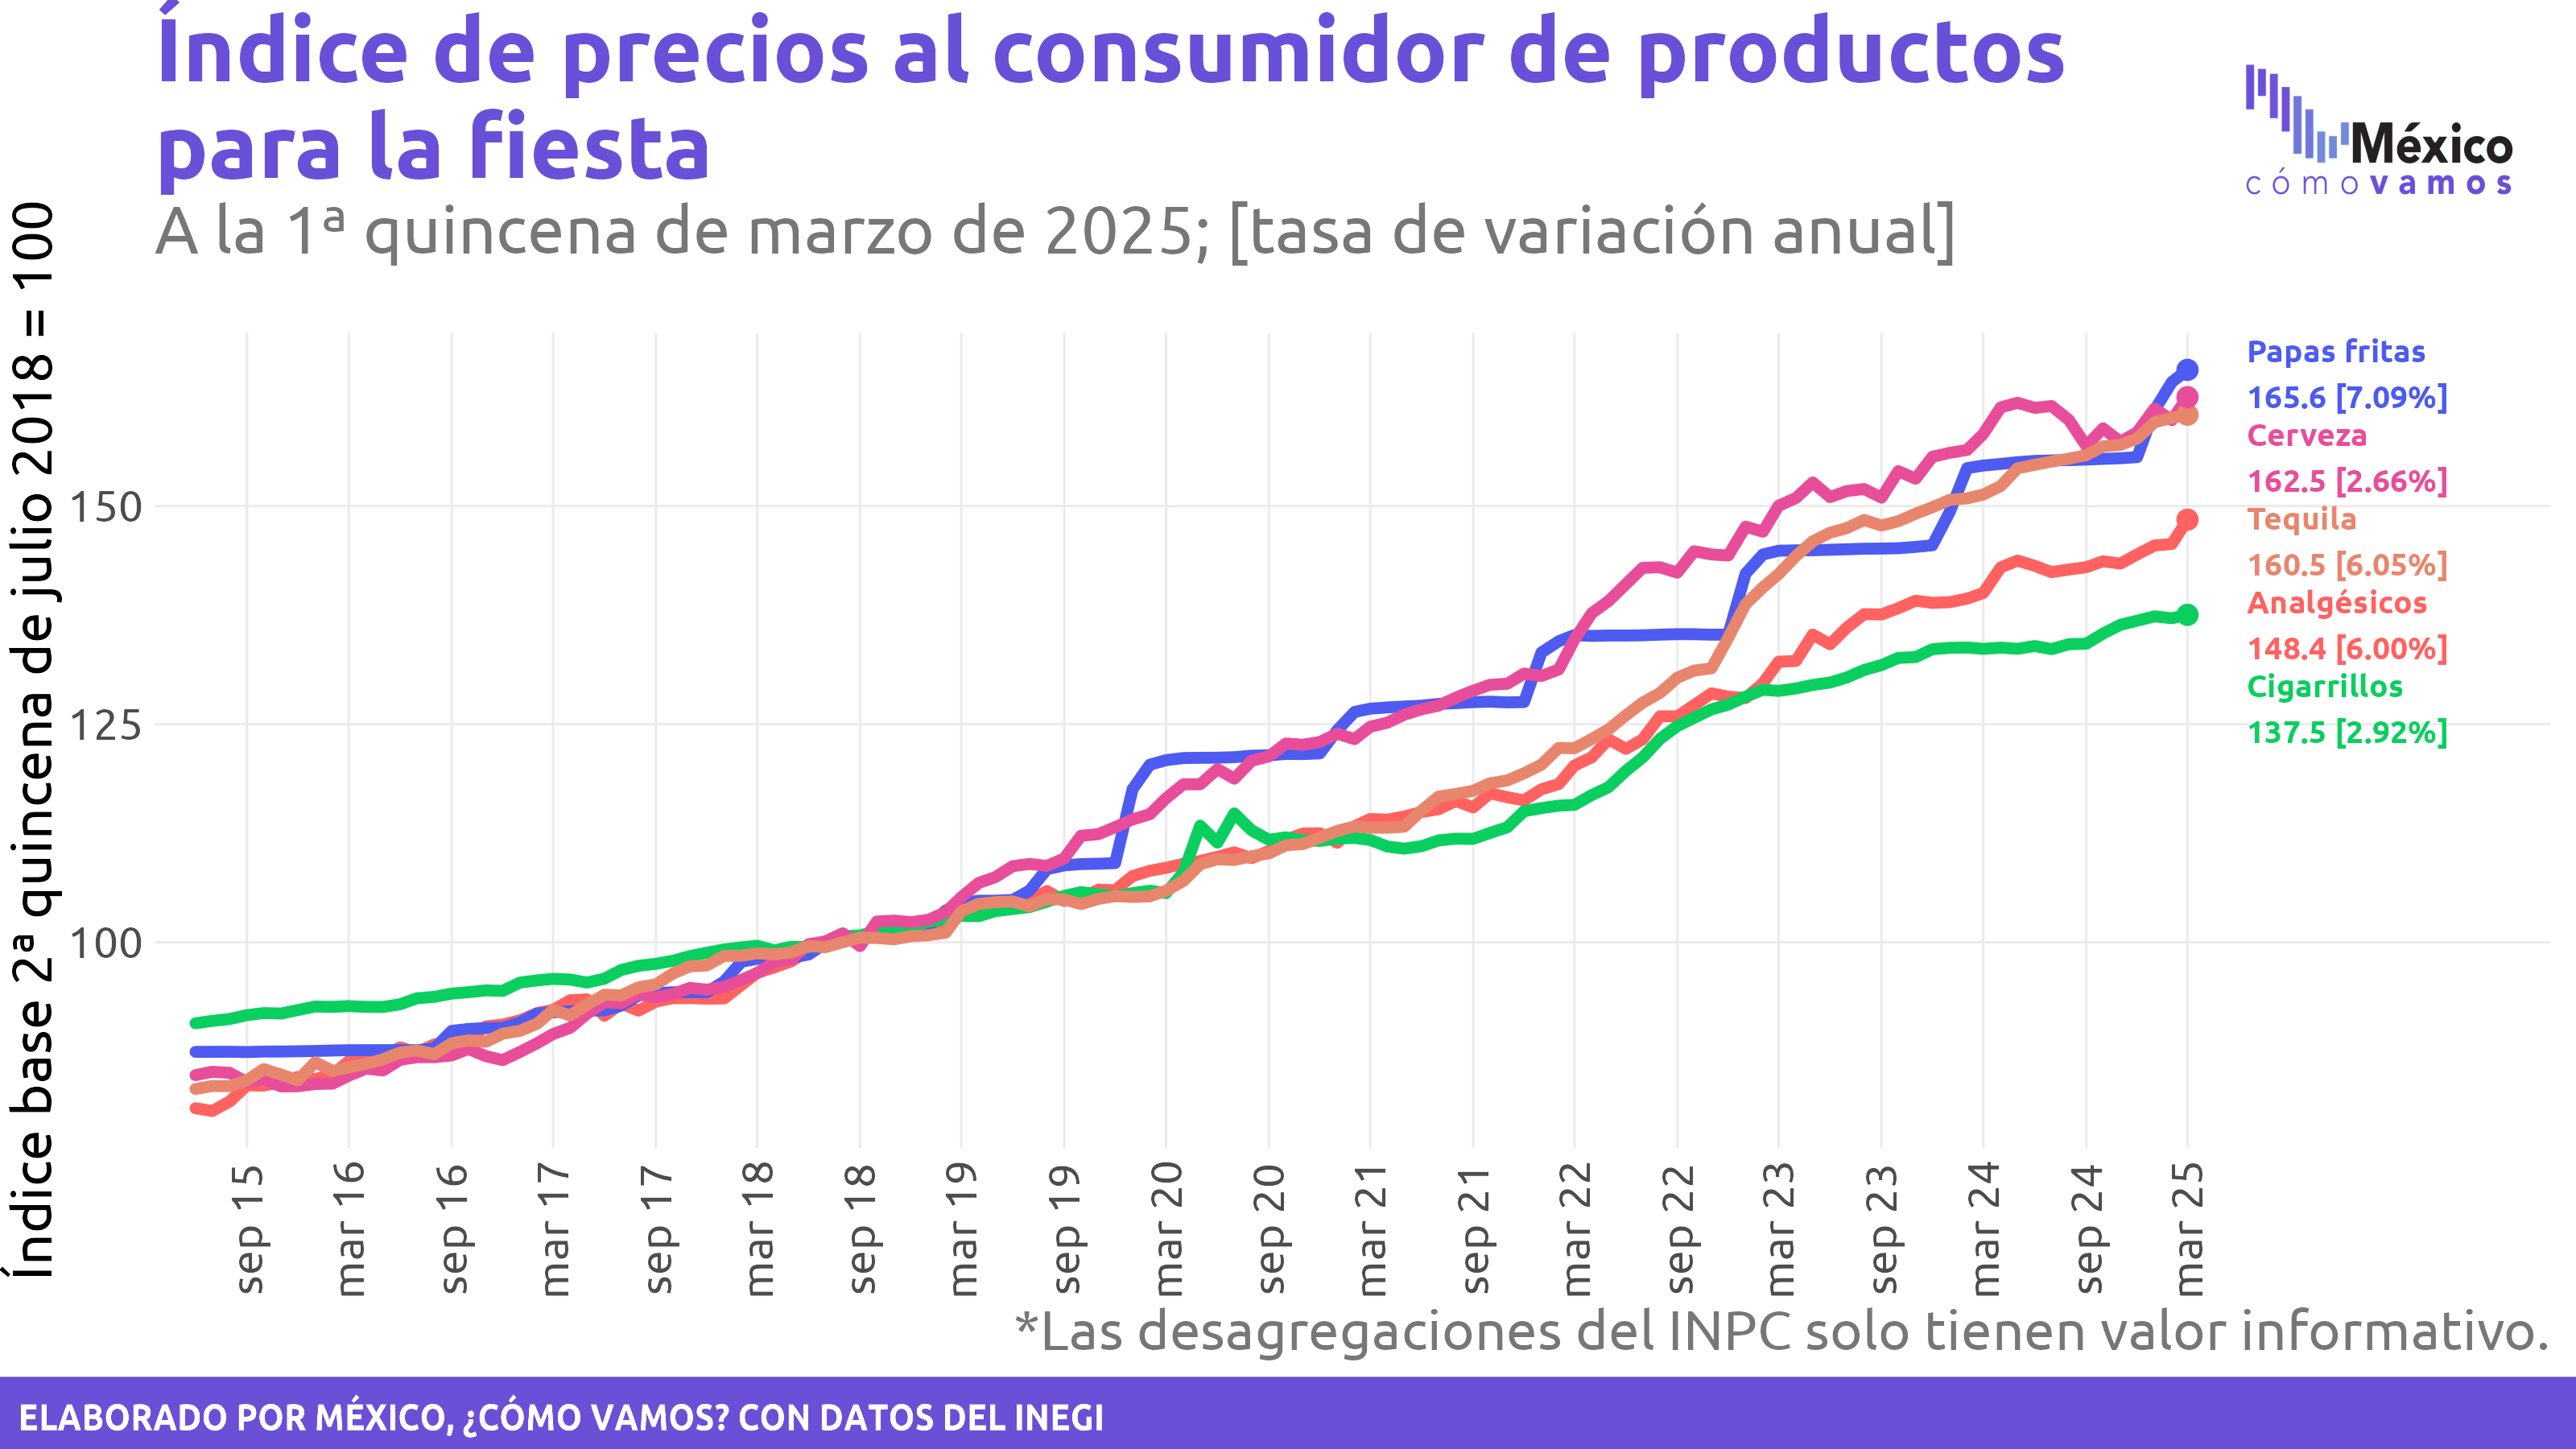 Índice de precios al consumidor de productos
para la fiesta
A la 1ª quincena de marzo de 2025; [tasa de variación anual]
México
cómo vamos
Índice base 2ª quincena de julio 2018 = 100
150
125
100
Papas fritas
165.6 [7.09%]
Cerveza
162.5 [2.66%]
Tequila
160.5 [6.05%]
Analgésicos
148.4 [6.00%]
Cigarrillos
137.5 [2.92%]
sep 15
mar 16
sep 16
mar 17
sep 17
mar 18
sep 18
mar 19
sep 19
mar 20
sep 20
mar 21
sep 21
mar 22
sep 22
mar 23
sep 23
mar 24
sep 24
mar 25
*Las desagregaciones del INPC solo tienen valor informativo.
ELABORADO POR MÉXICO, ¿CÓMO VAMOS? CON DATOS DEL INEGI